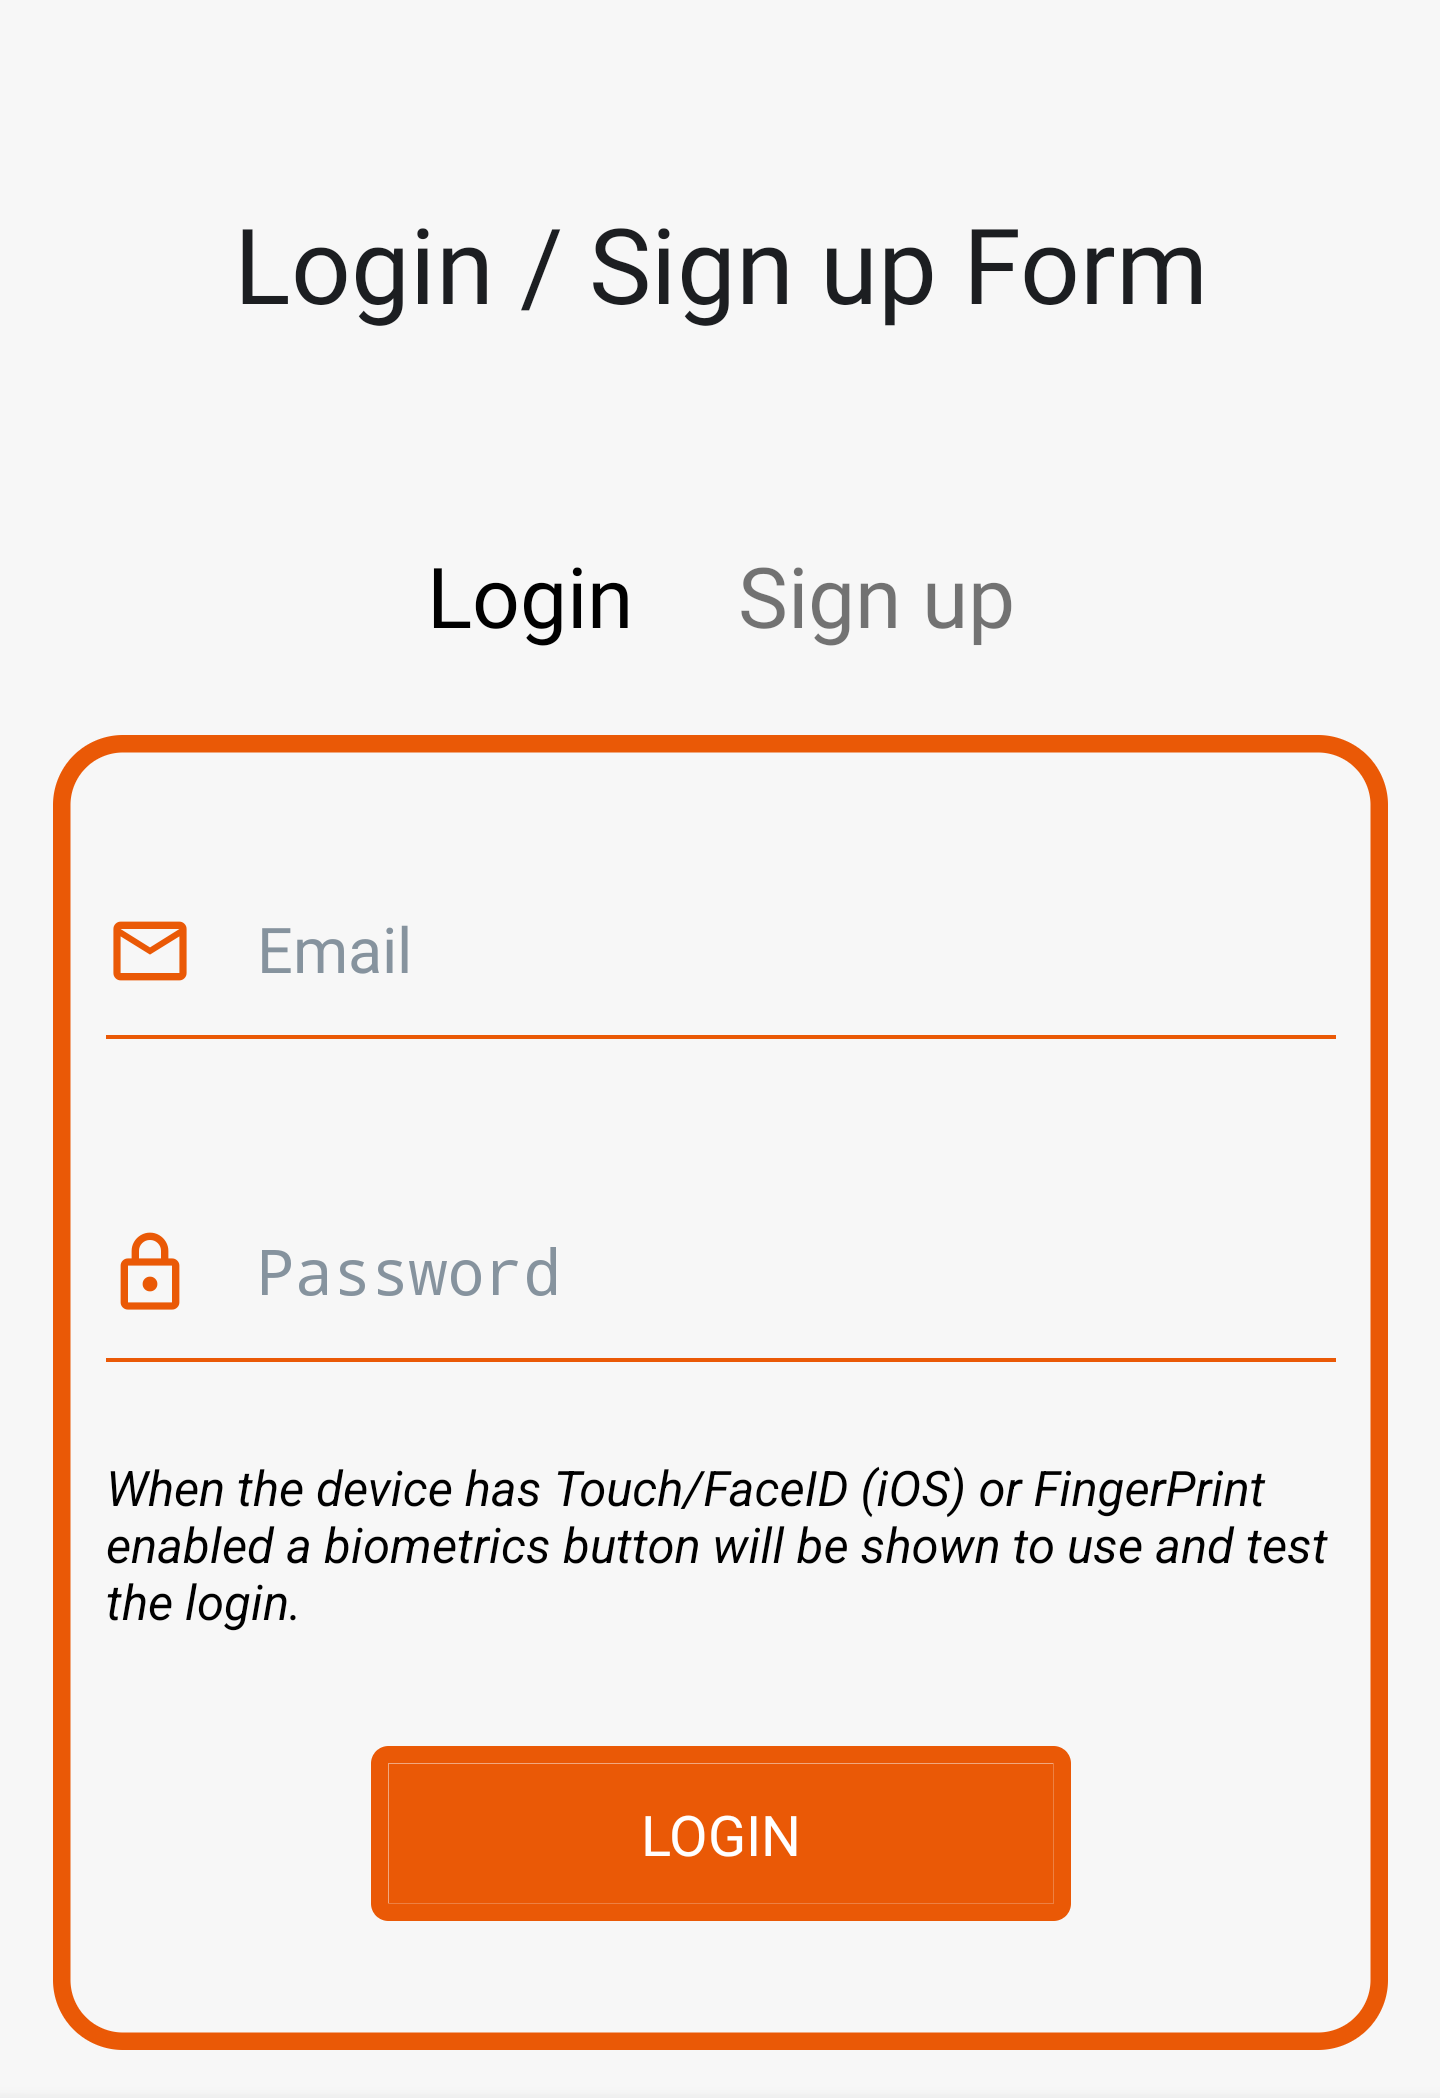 Login / Sign up Form
Login Sign up
Email
Password
When the device has Touch/FaceID (iOS) or FingerPrint
enabled a biometrics button will be shown to use and test
the login.
LOGIN